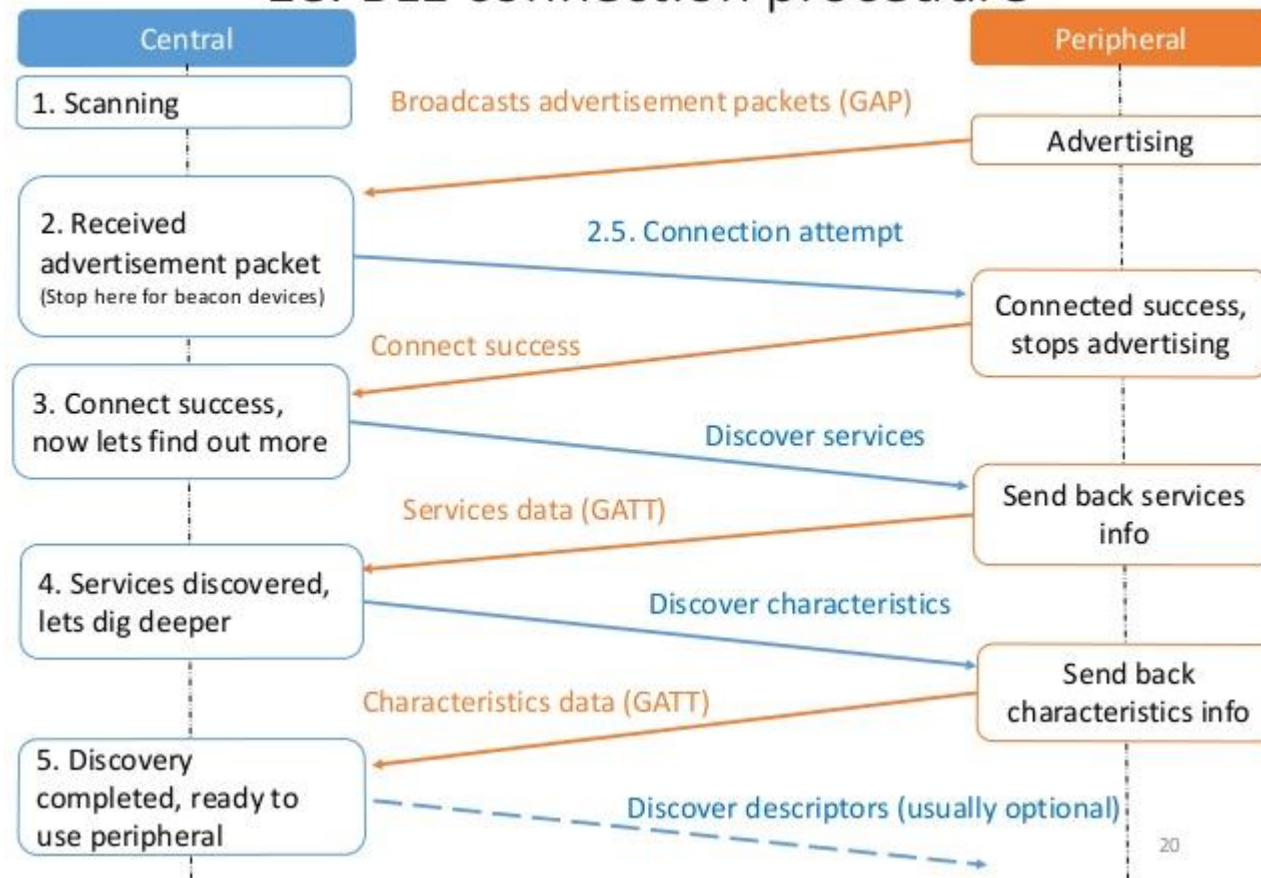 BLE connection procedure
Central
Peripheral
1. Scanning
Broadcasts advertisement packets (GAP)
Advertising
2. Received
advertisement packet
(Stop here for beacon devices)
2.5. Connection attempt
Connected success,
stops advertising
Connect success
3. Connect success,
now lets find out more
Discover services
Send back services
info
Services data (GATT)
4. Services discovered,
lets dig deeper
Discover characteristics
Send back
characteristics info
Characteristics data (GATT)
5. Discovery
completed, ready to
use peripheral
Discover descriptors (usually optional)
20